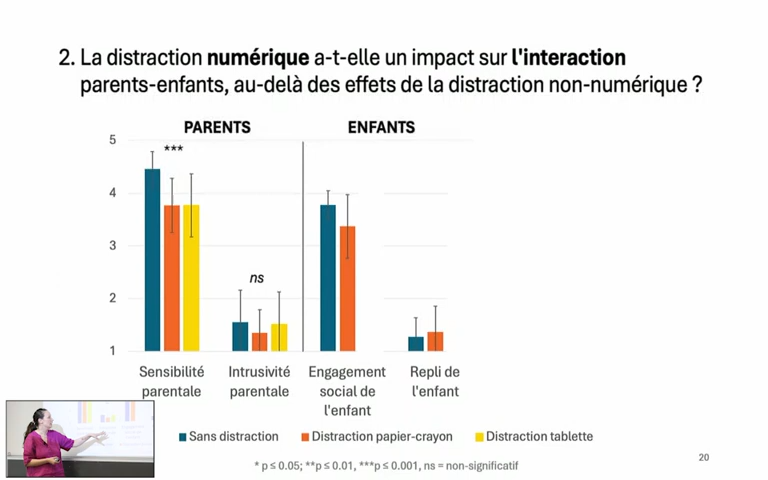 2. La distraction numérique a-t-elle un impact sur l'interaction
parents-enfants, au-delà des effets de la distraction non-numérique ?
PARENTS
ENFANTS
5
4
3
2
1
***
ns
Sensibilité
parentale
Intrusivité
parentale
Engagement
social de
l'enfant
Repli de
l'enfant
Sans distraction
Distraction papier-crayon
Distraction tablette
* p ≤ 0.05; **p ≤ 0.01, ***p ≤ 0.001, ns = non-significatif
20